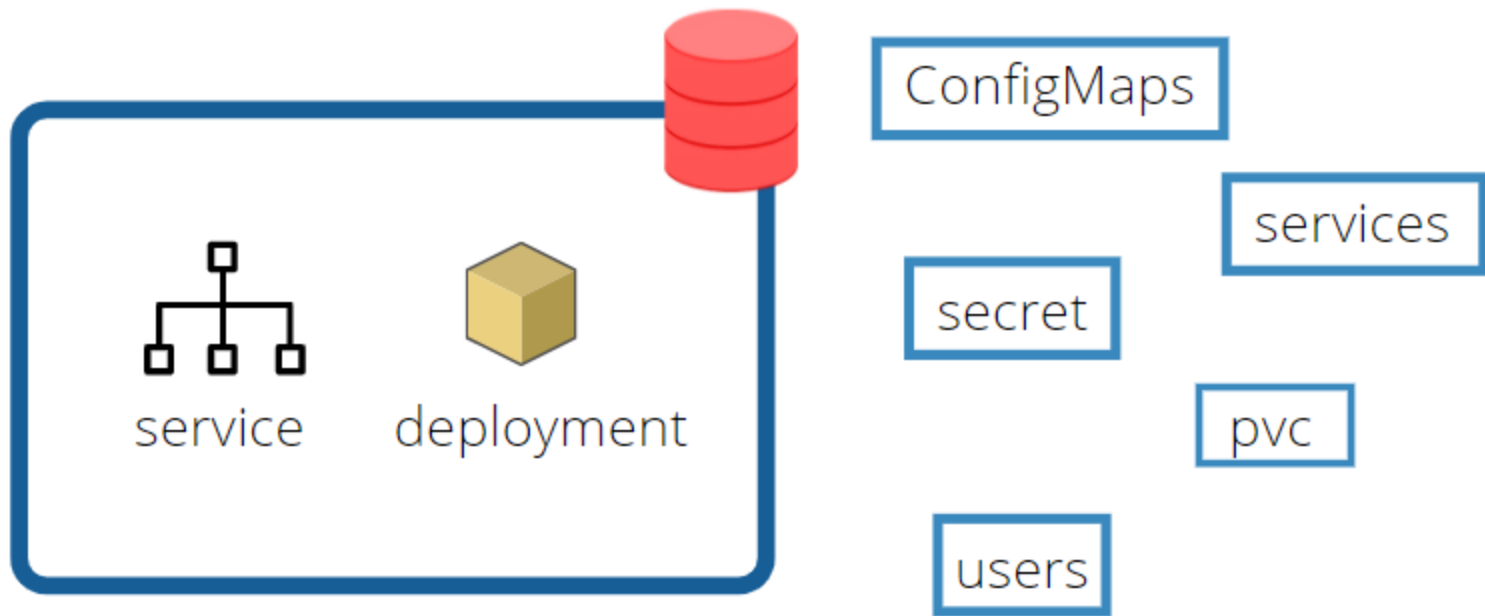 ConfigMaps
services
secret
service
deployment
pvc
users